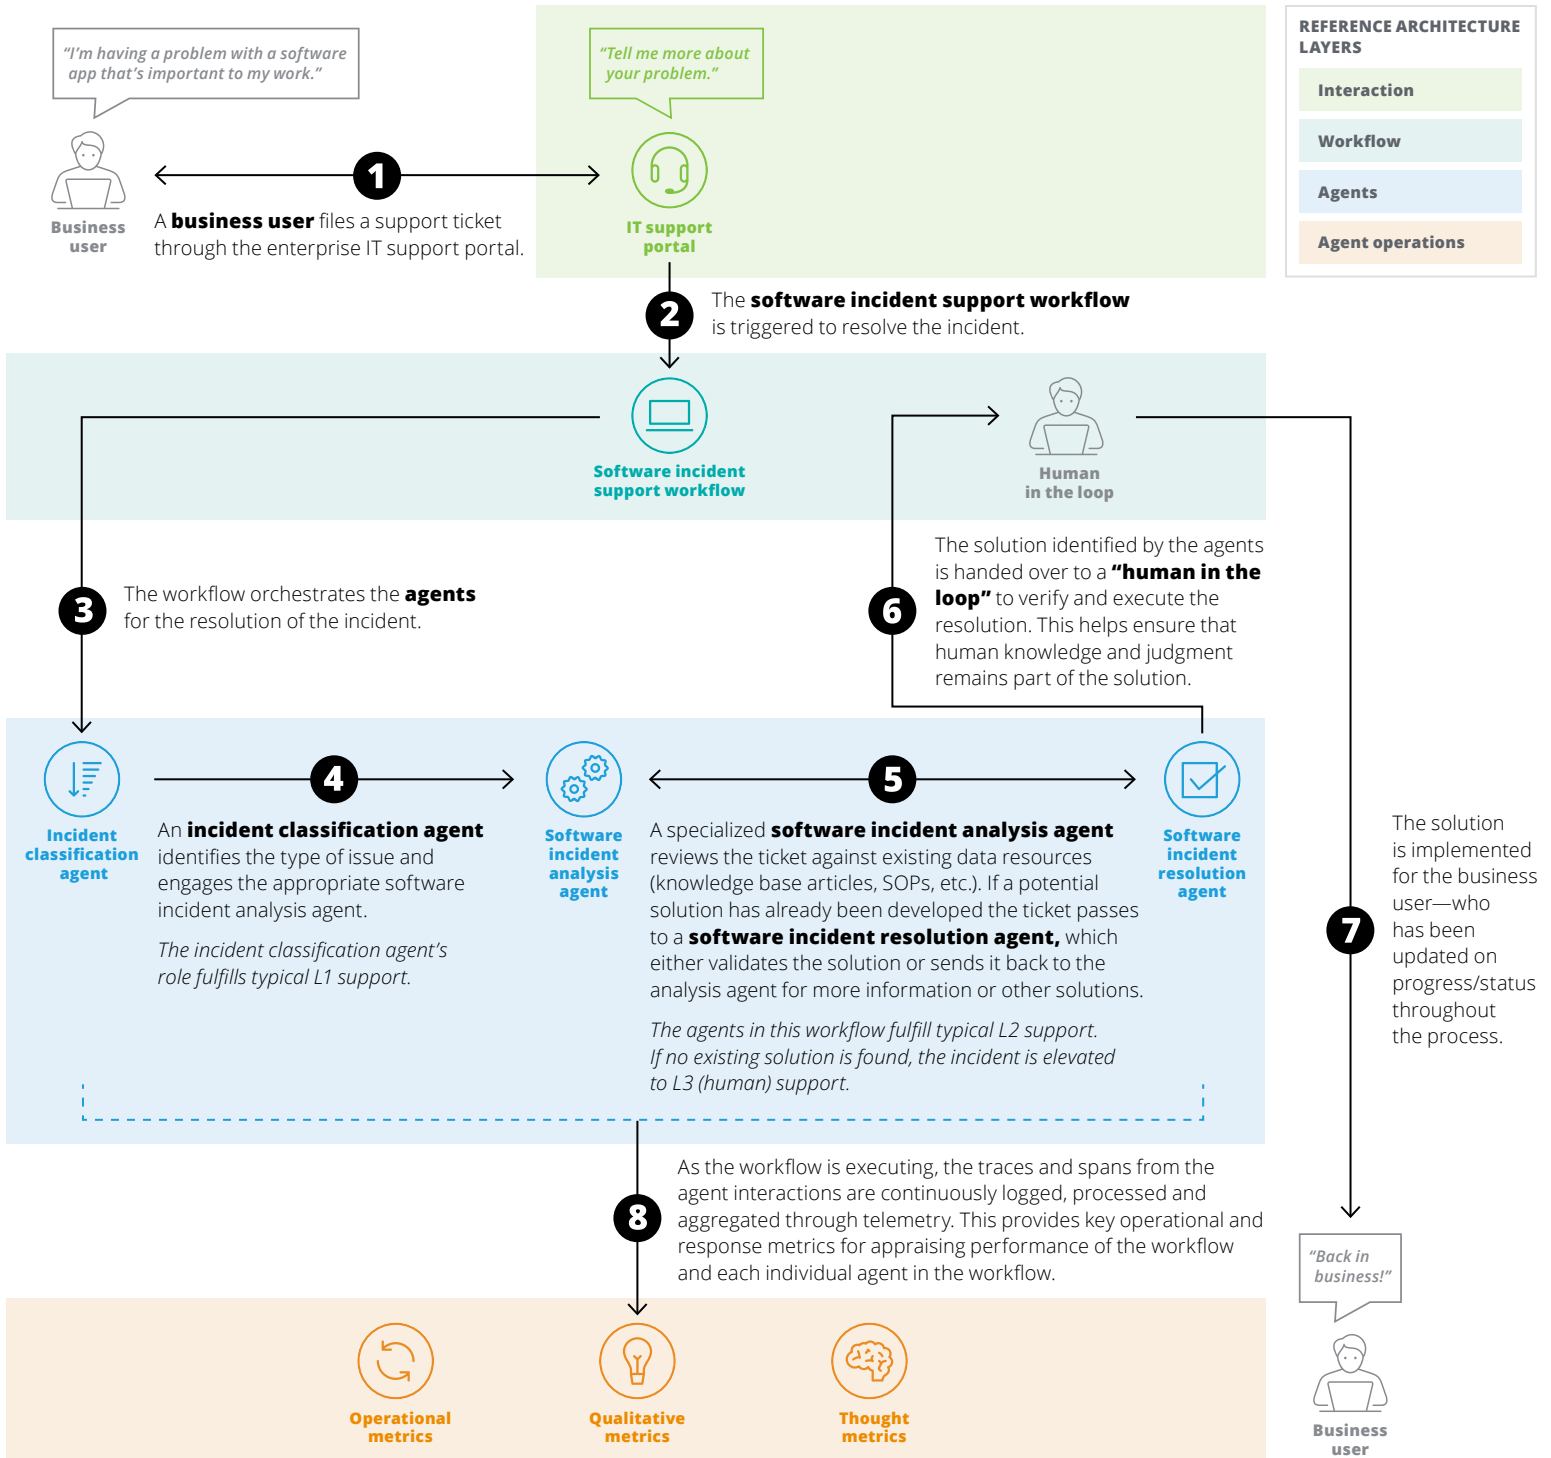 “I’m having a problem with a software
app that’s important to my work.”
Business
user
1
A business user files a support ticket
through the enterprise IT support portal.
“Tell me more about
your problem.”
IT support
portal
REFERENCE ARCHITECTURE
LAYERS
Interaction
Workflow
Agents
Agent operations
2
The software incident support workflow
is triggered to resolve the incident.
Software incident
support workflow
Human
in the loop
3
The workflow orchestrates the agents
for the resolution of the incident.
6
The solution identified by the agents
is handed over to a “human in the
loop” to verify and execute the
resolution. This helps ensure that
human knowledge and judgment
remains part of the solution.
Incident
classification
agent
4
An incident classification agent
identifies the type of issue and
engages the appropriate software
incident analysis agent.
The incident classification agent’s
role fulfills typical L1 support.
Software
incident
analysis
agent
5
A specialized software incident analysis agent
reviews the ticket against existing data resources
(knowledge base articles, SOPs, etc.). If a potential
solution has already been developed the ticket passes
to a software incident resolution agent, which
either validates the solution or sends it back to the
analysis agent for more information or other solutions.
The agents in this workflow fulfill typical L2 support.
If no existing solution is found, the incident is elevated
to L3 (human) support.
Software
incident
resolution
agent
7
The solution
is implemented
for the business
user—who
has been
updated on
progress/status
throughout
the process.
8
As the workflow is executing, the traces and spans from the
agent interactions are continuously logged, processed and
aggregated through telemetry. This provides key operational and
response metrics for appraising performance of the workflow
and each individual agent in the workflow.
“Back in
business!”
Business
user
Operational
metrics
Qualitative
metrics
Thought
metrics